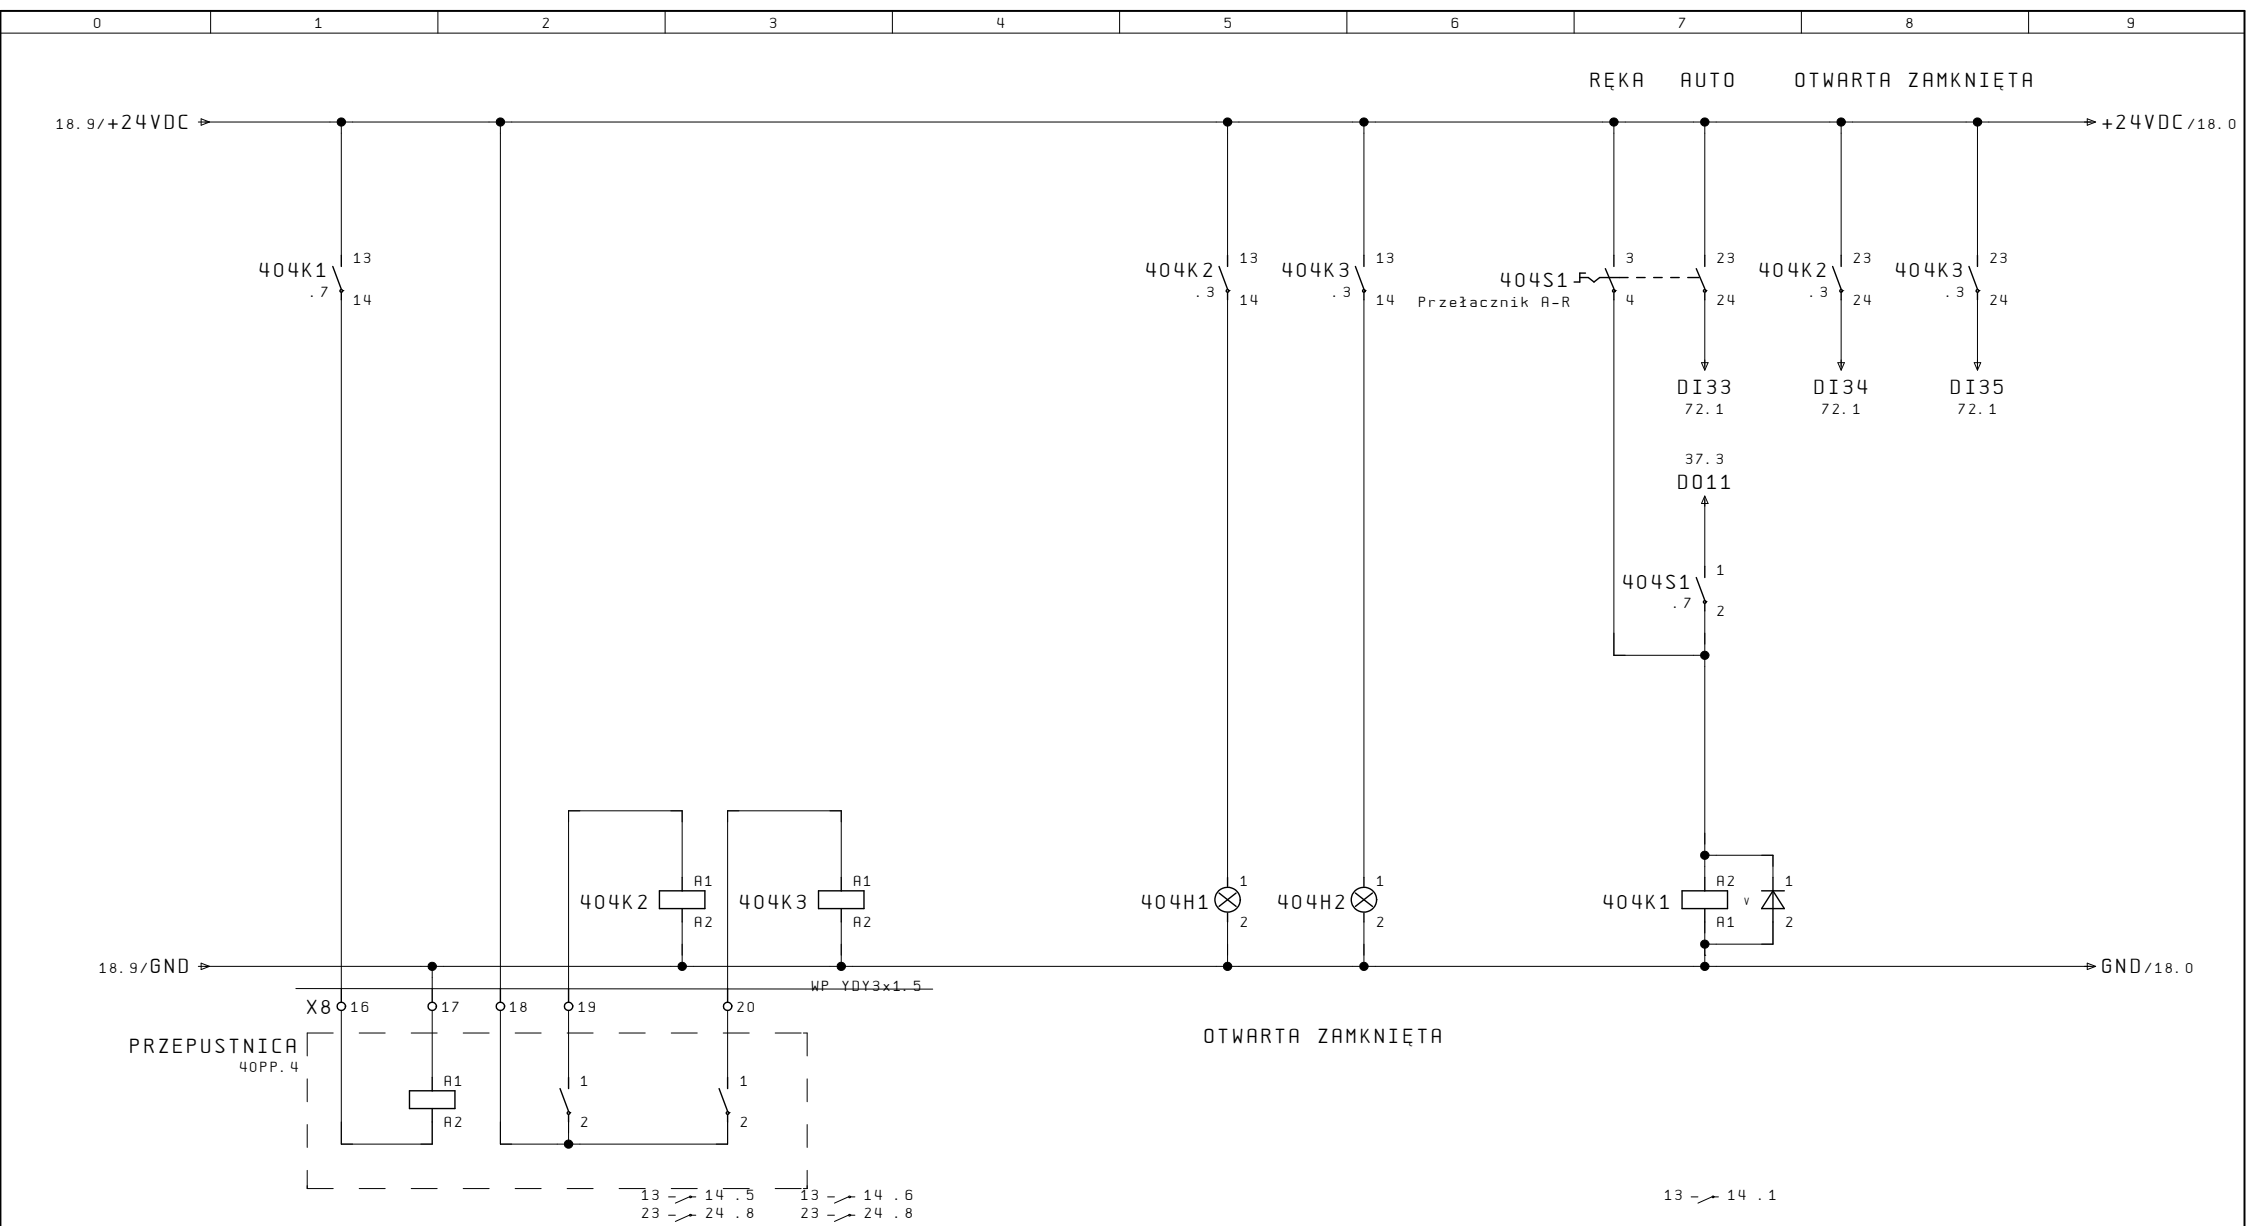 0 1 2 3 4 5 6 7 8 9
RĘKA AUTO OTWARTA ZAMKNIĘTA
18.9/+24VDC +24VDC/18.0
404K1 13
.7 14
404K2 13
.3 14
404K3 13
.3 14
404S1 3
Przełacznik A-R 4
23
24
404K2 23
.3 24
404K3 23
.3 24
DI33 DI34 DI35
72.1 72.1 72.1
37.3
DO11
404S1 1
.7 2
404K2 A1
A2
404K3 A1
A2
404H1 1
2
404H2 1
2
404K1 A2
A1
V 1
2
18.9/GND GND/18.0
WP YDY3x1.5
X8 16 17 18 19 20
PRZEPUSTNICA
40PP.4
OTWARTA ZAMKNIĘTA
A1
A2
1
2
1
2
13 14 .5 13 14 .6 13 14 .1
23 24 .8 23 24 .8